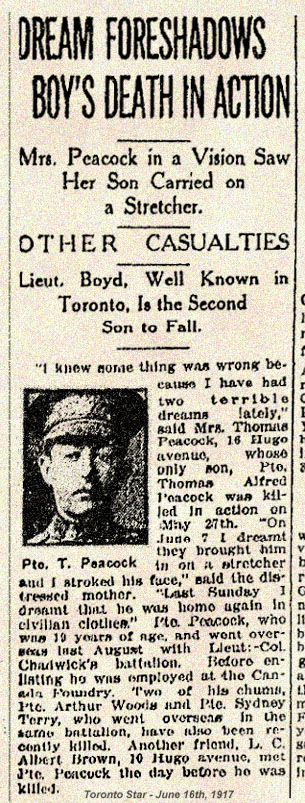 DREAM FORESHADOWS
BOY'S DEATH IN ACTION
Mrs. Peacock in a Vision Saw
Her Son Carried on
a Stretcher.
OTHER CASUALTIES
Lieut. Boyd, Well Known in
Toronto, Is the Second
Son to Fall.
"I knew some thing was wrong be-
cause I have had
two terrible
dreams lately,"
said Mrs. Thomas
Peacock, 16 Hugo
avenue, whose
only son, Pte.
Thomas Alfred
Peacock was kil-
led in action on
May 27th. "On
June 7 I dreamt
they brought him
in on a stretcher
Pte. T. Peacock
and I stroked his face," said the dis-
tressed mother. "Last Sunday I
dreamt that he was home again in
civilian clothes." Pte. Peacock, who
was 19 years of age, and went over-
seas last August with Lieut.-Col.
Chadwick's battalion. Before en-
listing he was employed at the Can-
ada Foundry. Two of his chums,
Pte. Arthur Woods and Pte. Sydney
Terry, who went overseas in the
same battalion, have also been re-
cently killed. Another friend, L. C.
Albert Brown, 10 Hugo avenue, met
Pte. Peacock the day before he was
killed.
Toronto Star - June 16th, 1917